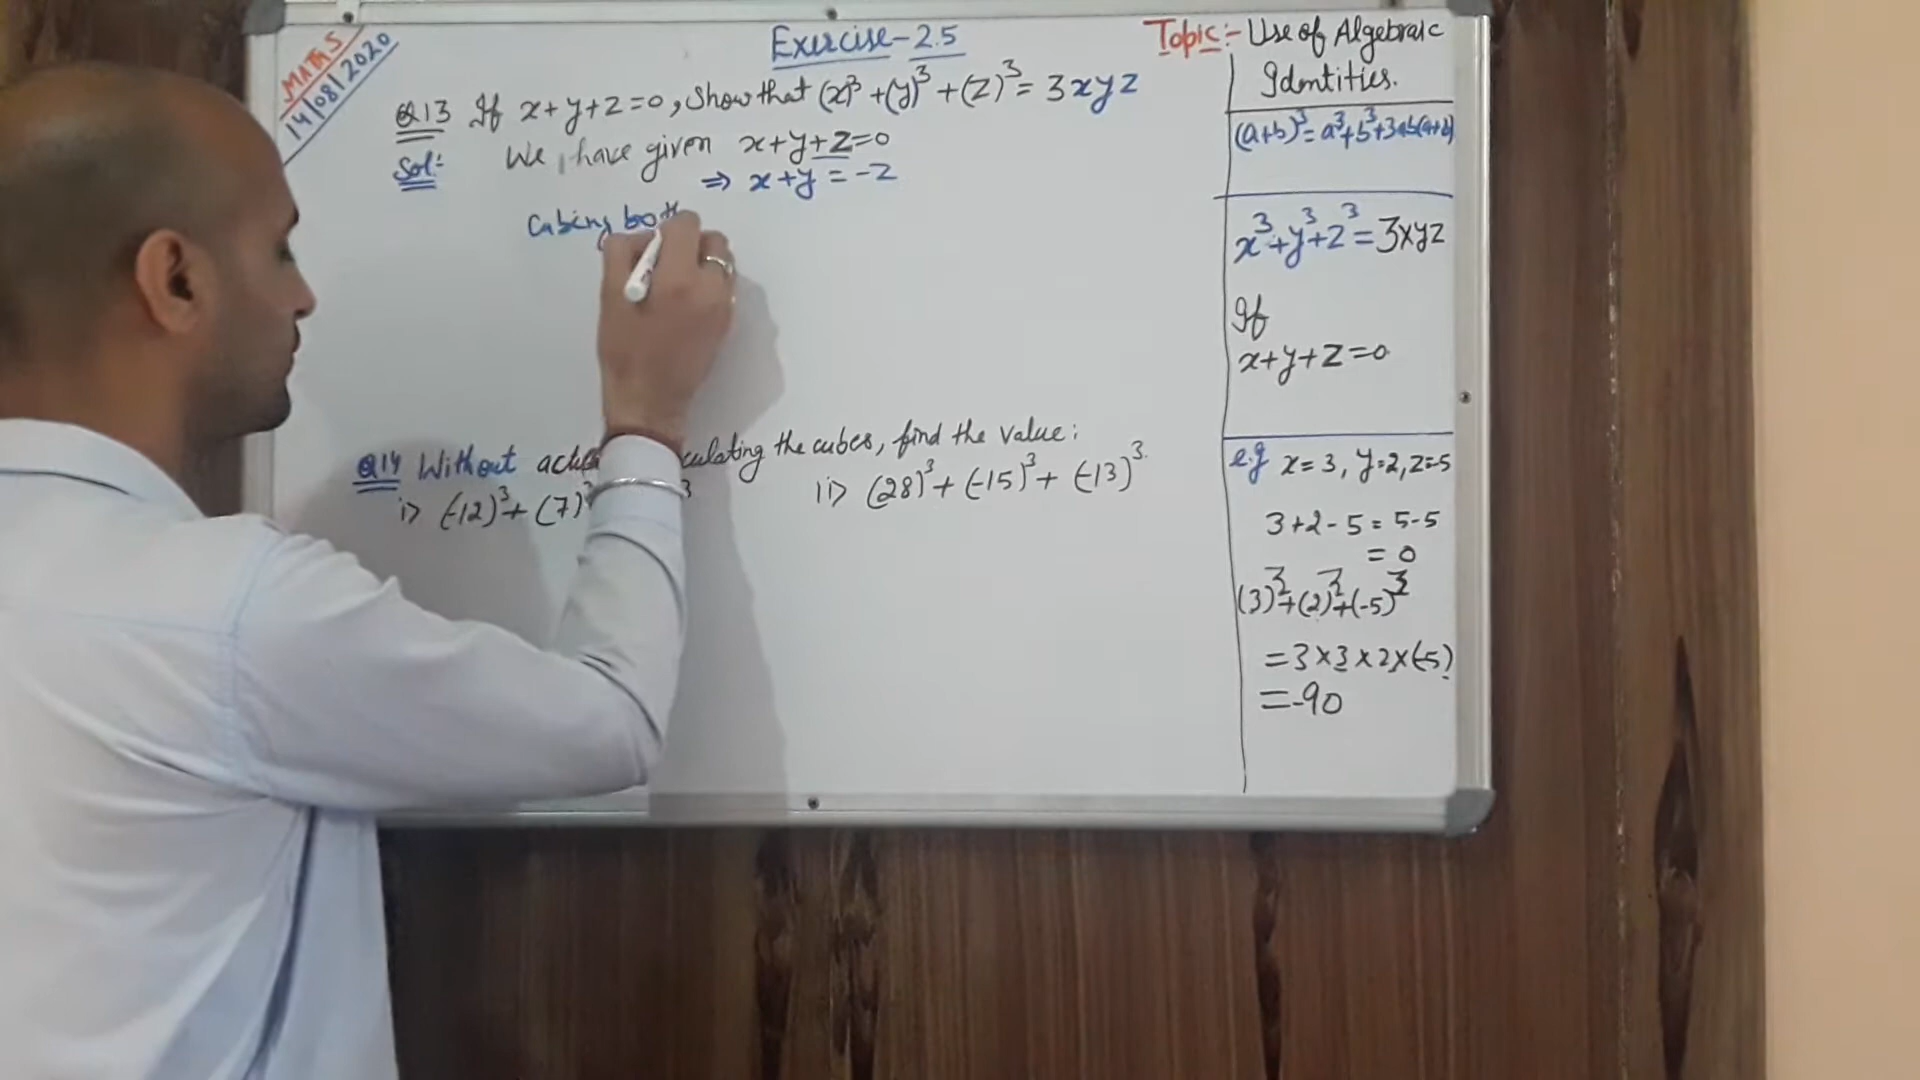 MATHS
14/08/2020
Exercise-2.5
Q13 If x+y+z=0, Show that (x)³+(y)³+(z)³=3xyz
Sol:- We have given x+y+z=0
⇒ x+y=-z
Cubing both
Q14 Without culating the cubes, find the value:
i> (-12)³+(7)³ ³ ii> (28)³+(-15)³+(-13)³
Topic:- Use of Algebraic
Identities.
(a+b)³=a³+b³+3ab(a+b)
x³+y³+z³=3xyz
If
x+y+z=0
e.g x=3, y=2, z=-5
3+2-5=5-5
=0
(3)³+(2)³+(-5)³
=3×3×2×(-5)
=-90